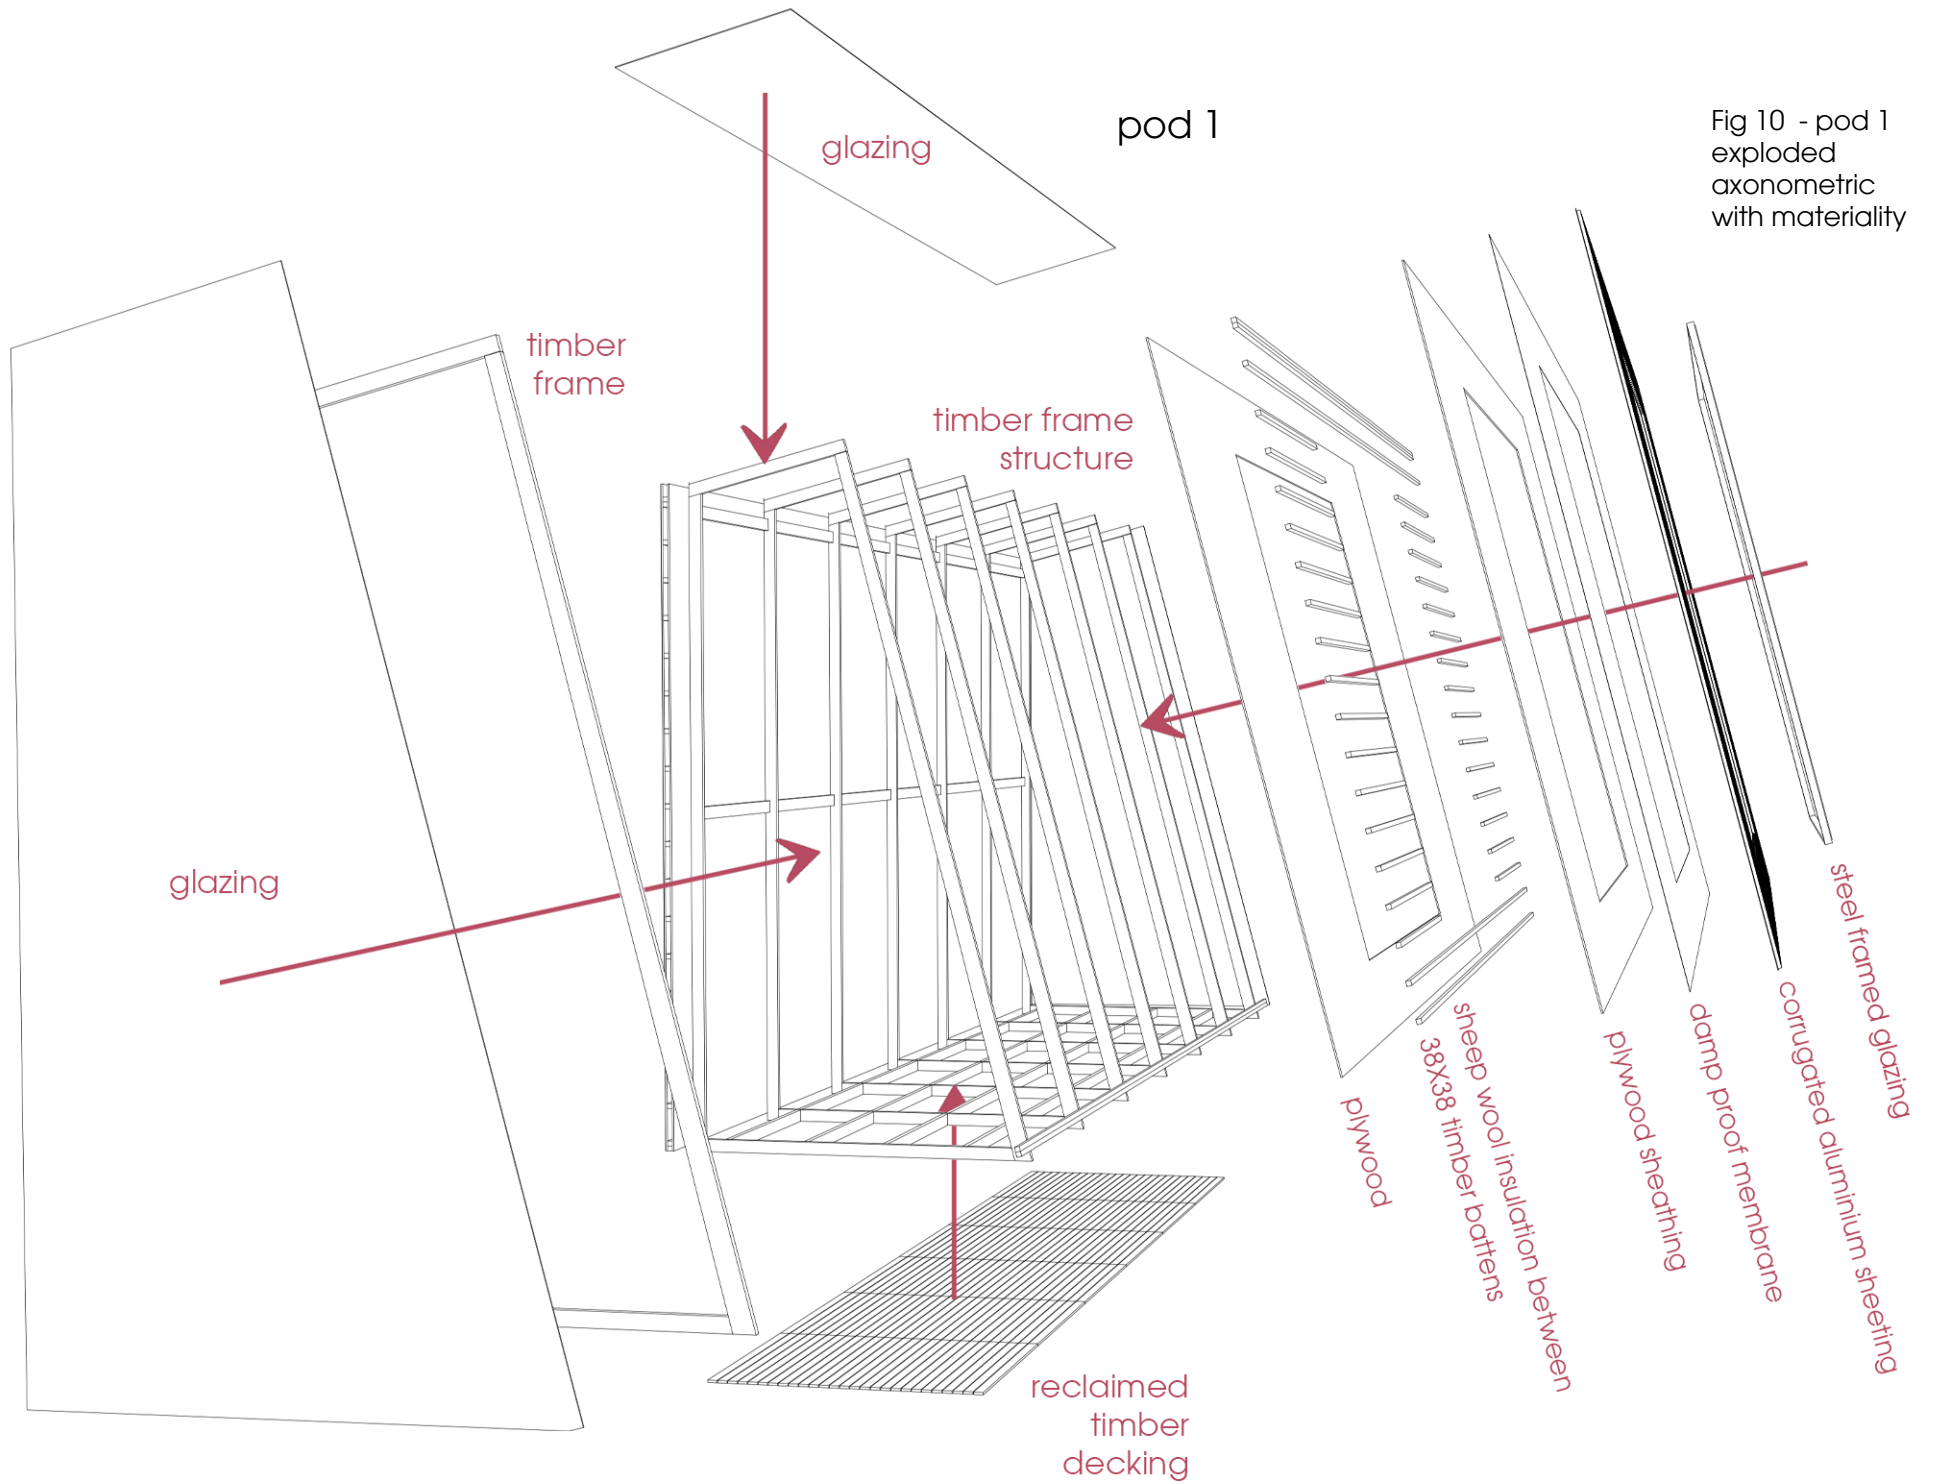 glazing
pod 1
Fig 10 - pod 1
exploded
axonometric
with materiality
timber
frame
timber frame
structure
glazing
plywood
sheep wool insulation between
38X38 timber battens
plywood sheathing
damp proof membrane
corrugated aluminium sheeting
steel framed glazing
reclaimed
timber
decking